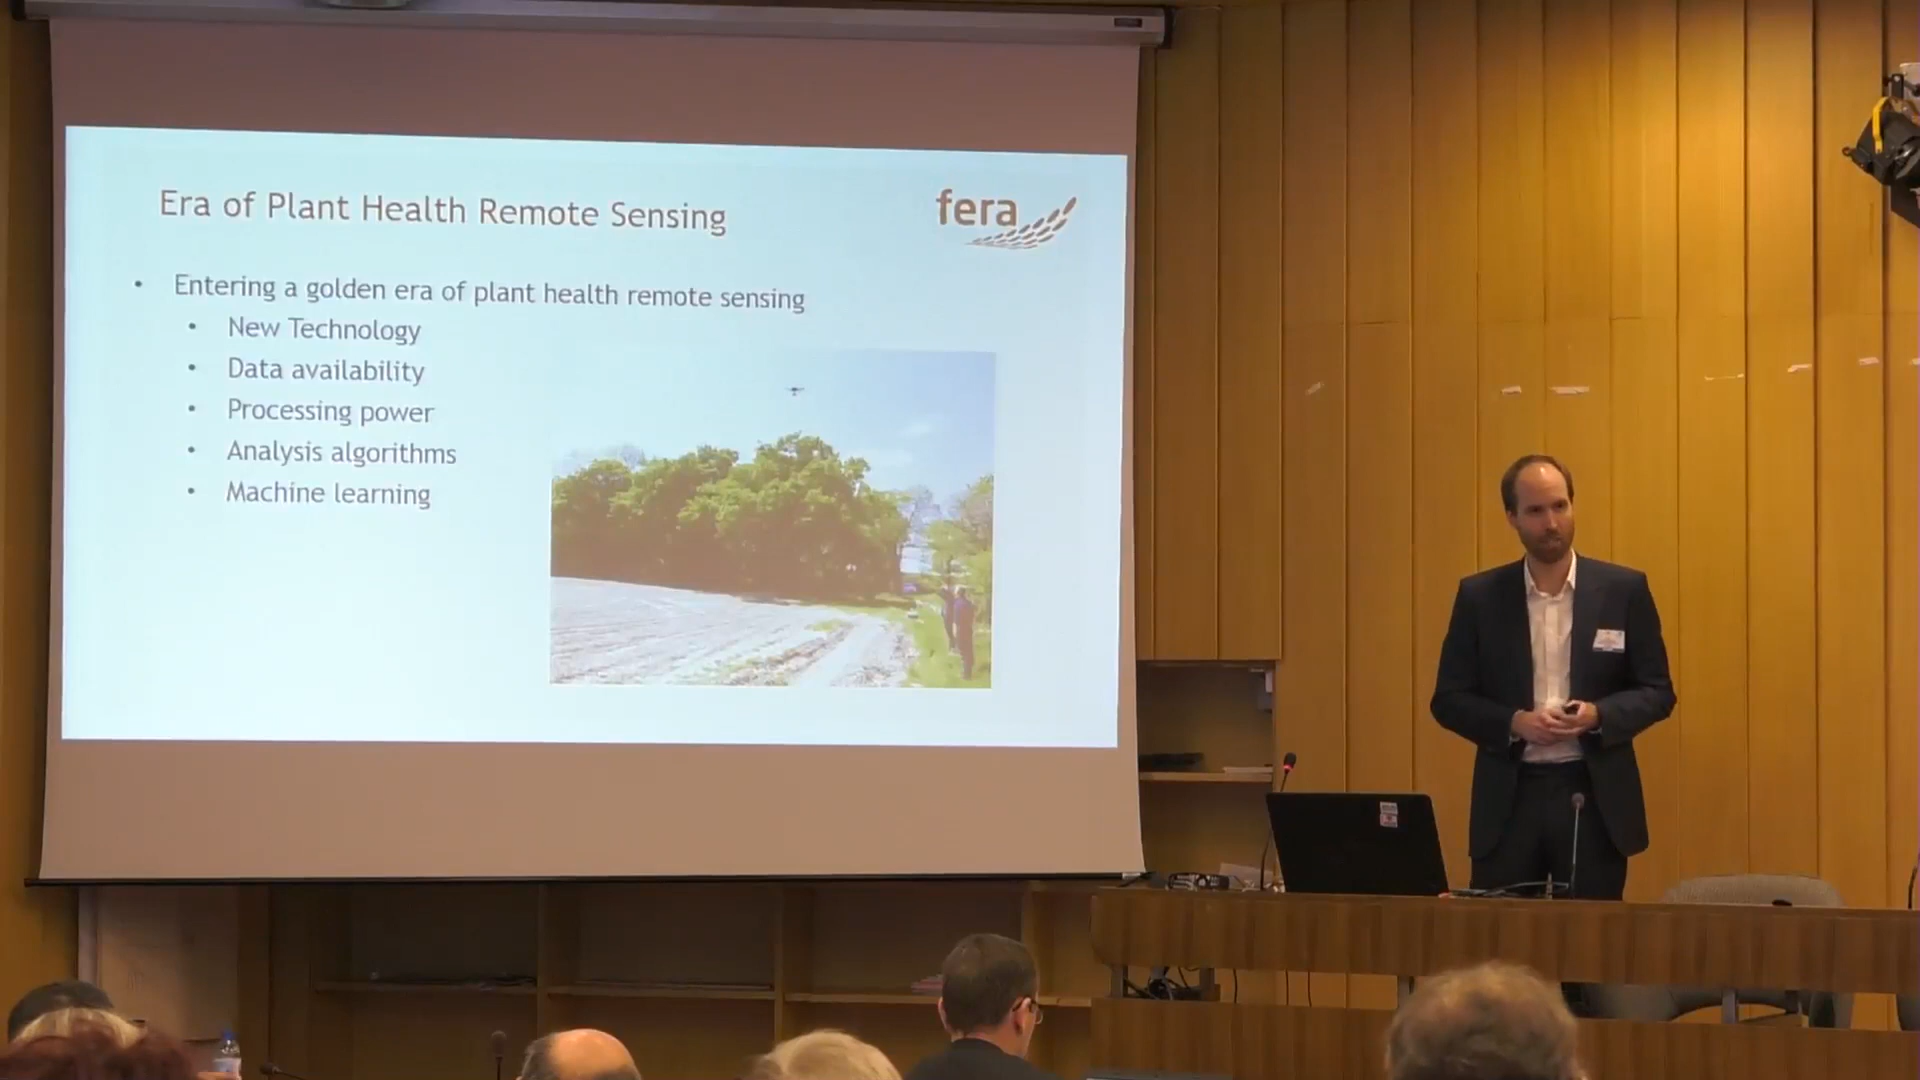 Era of Plant Health Remote Sensing
fera
• Entering a golden era of plant health remote sensing
• New Technology
• Data availability
• Processing power
• Analysis algorithms
• Machine learning